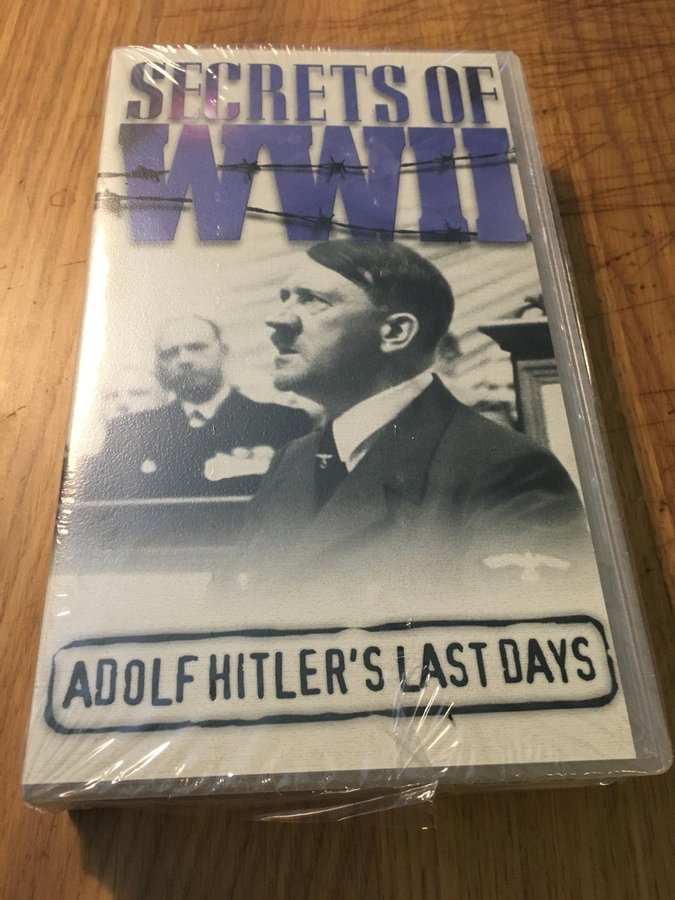 SECRETS OF
WWII
ADOLF HITLER'S LAST DAYS